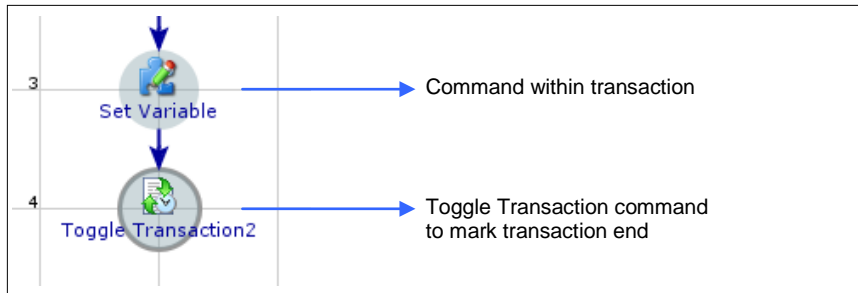 3
Command within transaction
Set Variable
4
Toggle Transaction command
to mark transaction end
Toggle Transaction2